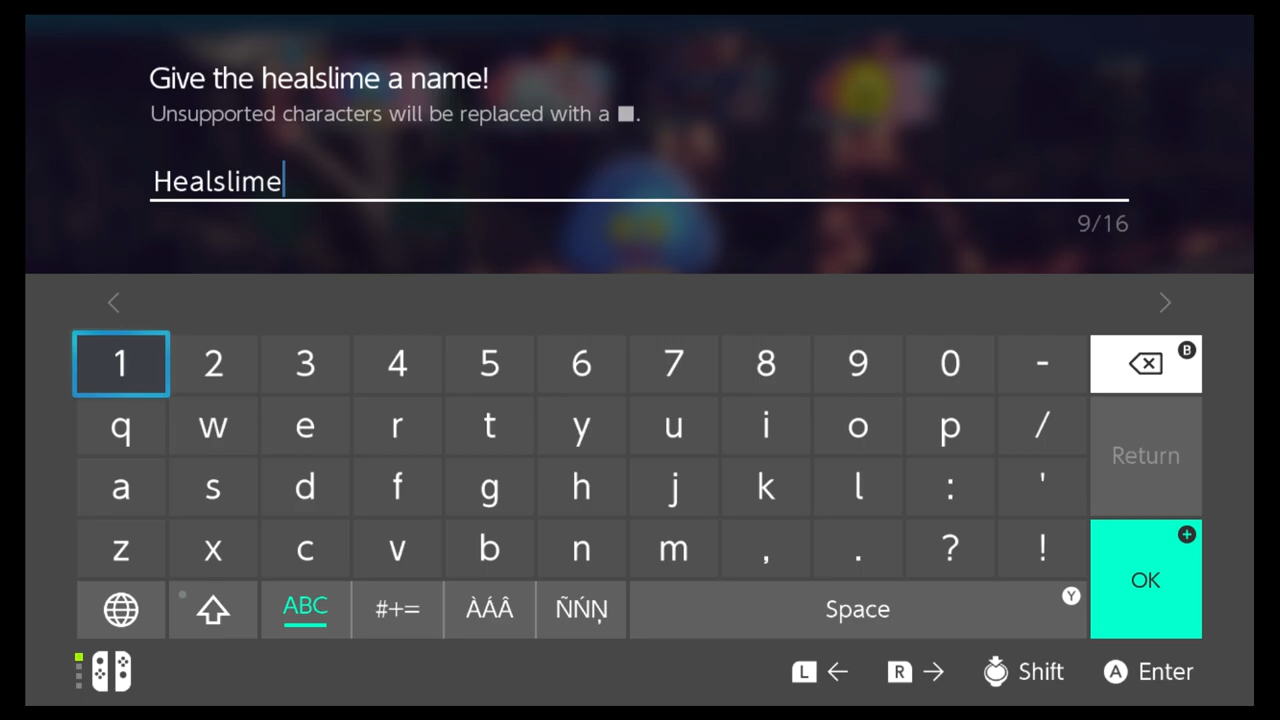 Give the healslime a name!
Unsupported characters will be replaced with a ■.
Healslime
9/16
1 2 3 4 5 6 7 8 9 0 - B
q w e r t y u i o p /
Return
a s d f g h j k l : '
z x c v b n m , . ? ! +
OK
ABC #+= ÀÁÂ ÑŃŅ Space Y
L ← R → Shift A Enter